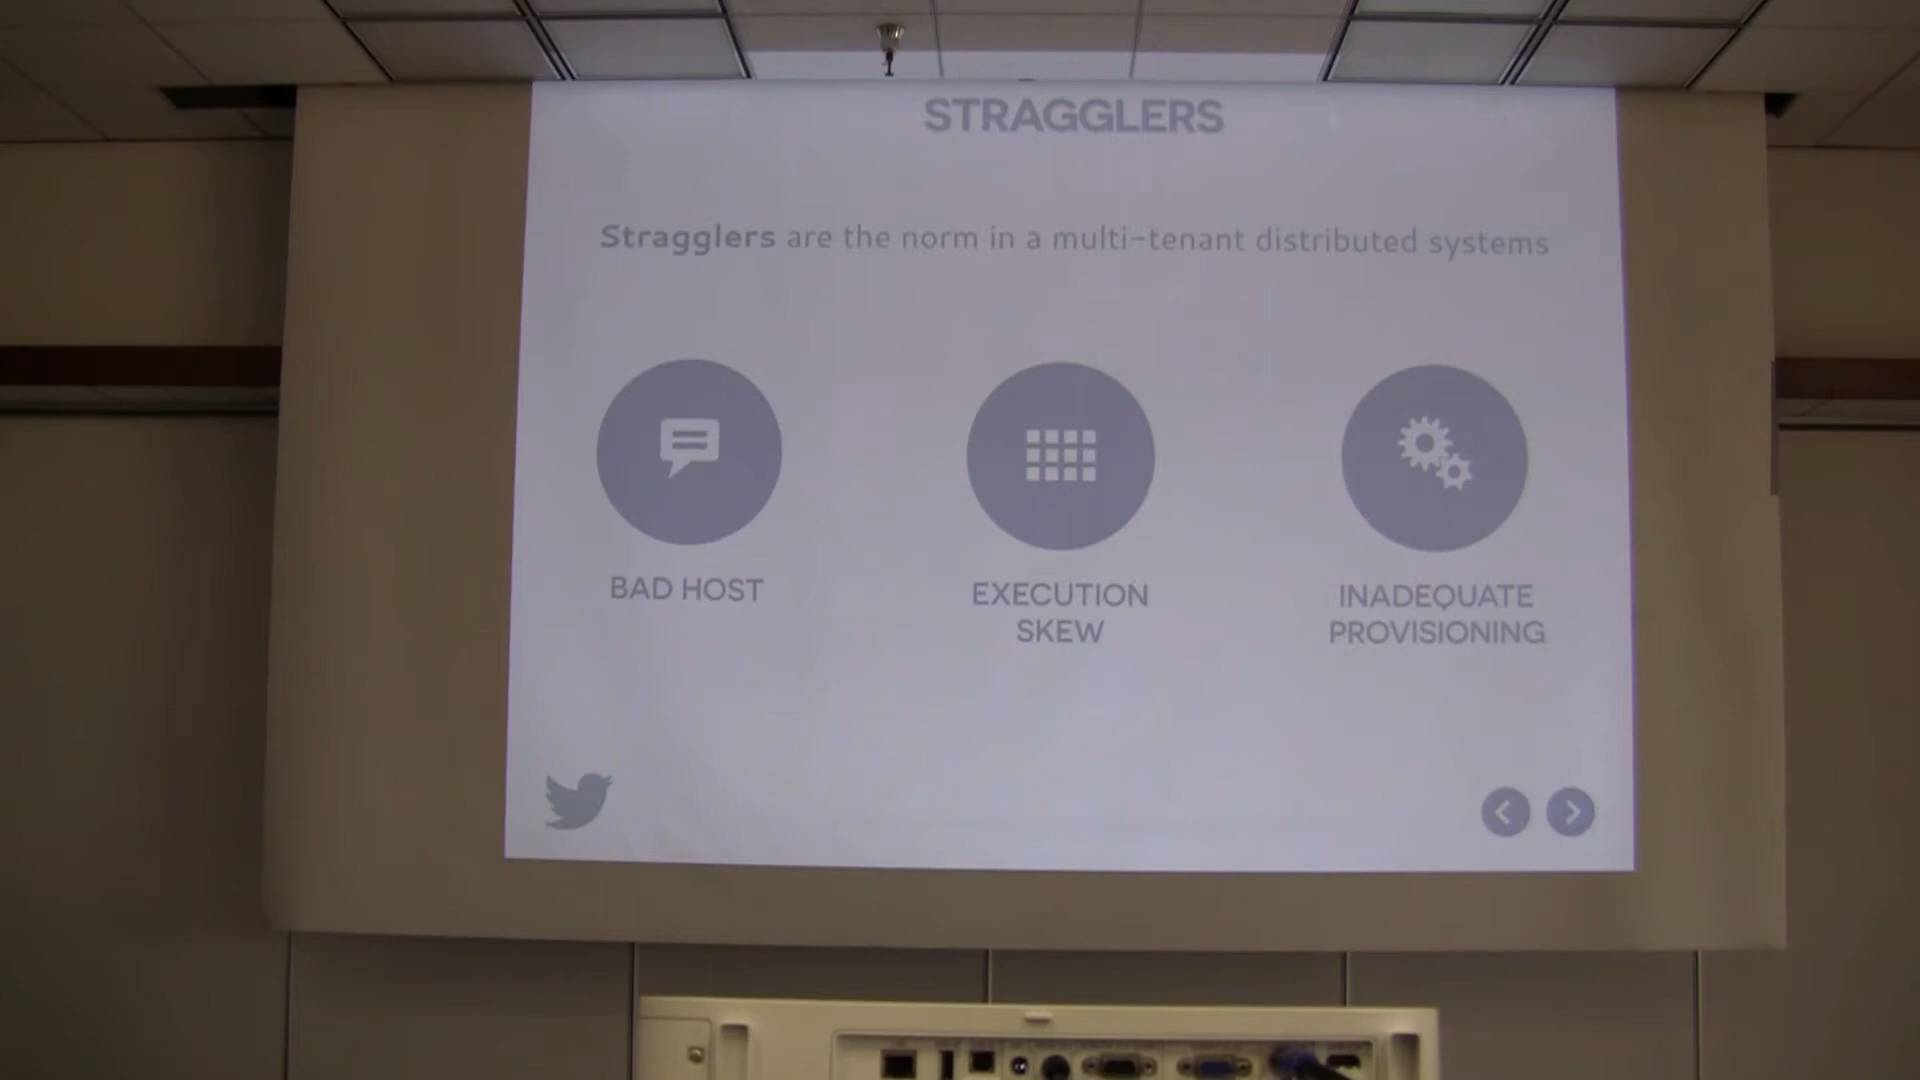 STRAGGLERS
Stragglers are the norm in a multi-tenant distributed systems
BAD HOST
EXECUTION
SKEW
INADEQUATE
PROVISIONING